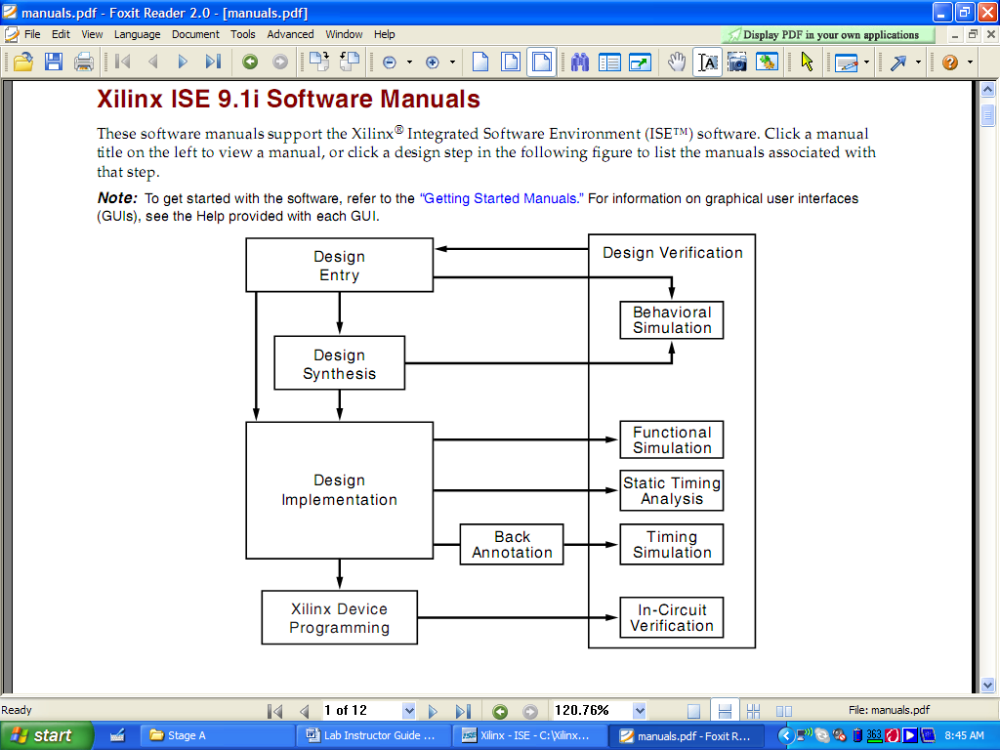 manuals.pdf - Foxit Reader 2.0 - [manuals.pdf]
File Edit View Language Document Tools Advanced Window Help
Display PDF in your own applications
Xilinx ISE 9.1i Software Manuals
These software manuals support the Xilinx® Integrated Software Environment (ISE™) software. Click a manual
title on the left to view a manual, or click a design step in the following figure to list the manuals associated with
that step.
Note: To get started with the software, refer to the “Getting Started Manuals.” For information on graphical user interfaces
(GUIs), see the Help provided with each GUI.
Design
Entry
Design Verification
Behavioral
Simulation
Design
Synthesis
Functional
Simulation
Design
Implementation
Static Timing
Analysis
Back
Annotation
Timing
Simulation
Xilinx Device
Programming
In-Circuit
Verification
Ready
1 of 12
120.76%
File: manuals.pdf
start
Stage A
Lab Instructor Guide ...
Xilinx - ISE - C:\Xilinx...
manuals.pdf - Foxit R...
363
8:45 AM